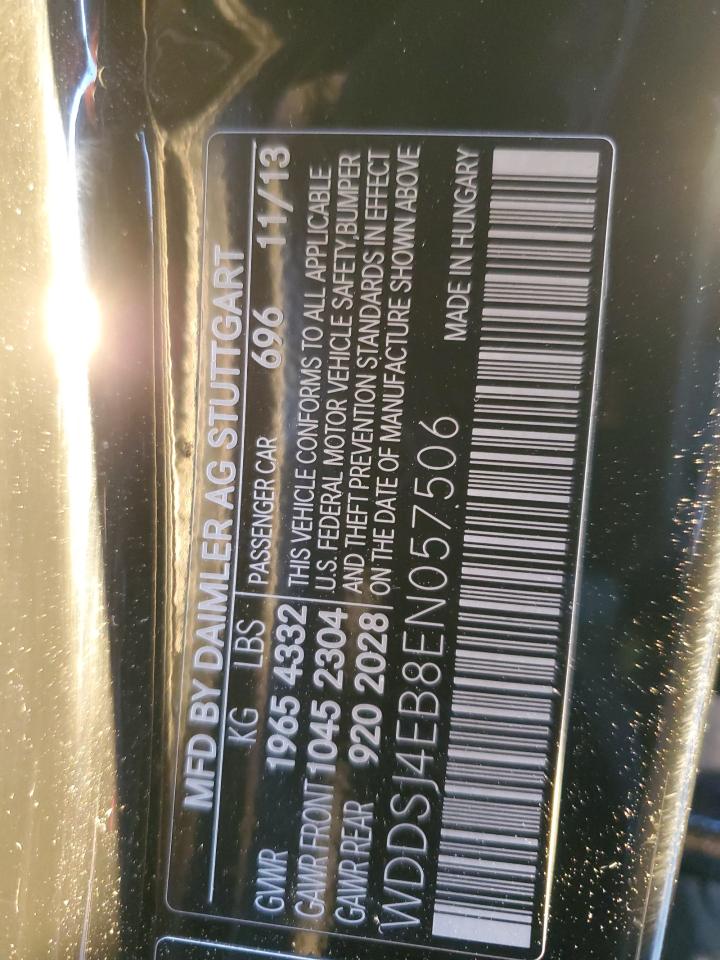 MFD BY DAIMLER AG STUTTGART
KG LBS PASSENGER CAR 696 11/13
GVWR 1965 4332 THIS VEHICLE CONFORMS TO ALL APPLICABLE
GAWR FRONT 1045 2304 U.S. FEDERAL MOTOR VEHICLE SAFETY,BUMPER
GAWR REAR 920 2028 AND THEFT PREVENTION STANDARDS IN EFFECT
ON THE DATE OF MANUFACTURE SHOWN ABOVE
WDDSJ4EB8EN057506 MADE IN HUNGARY